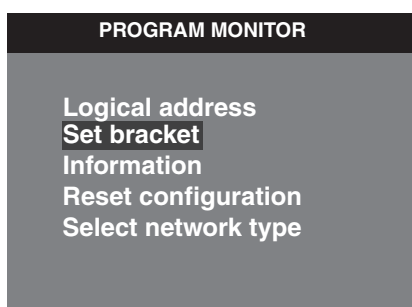 PROGRAM MONITOR
Logical address
Set bracket
Information
Reset configuration
Select network type